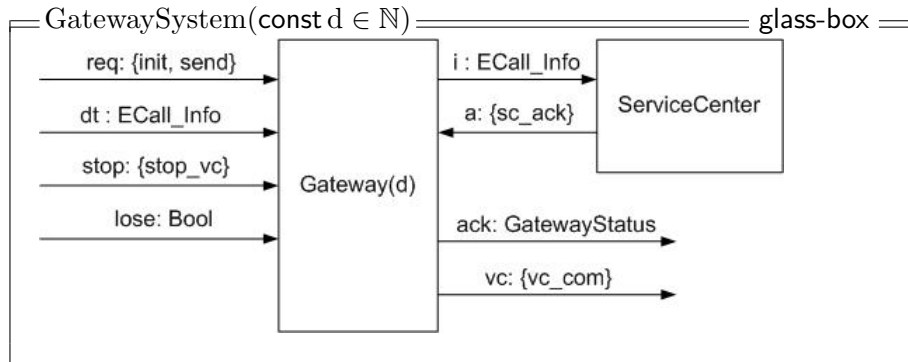 GatewaySystem(const d ∈ ℕ) glass-box
req: {init, send}
i : ECall_Info
ServiceCenter
dt : ECall_Info
a: {sc_ack}
stop: {stop_vc}
Gateway(d)
lose: Bool
ack: GatewayStatus
vc: {vc_com}